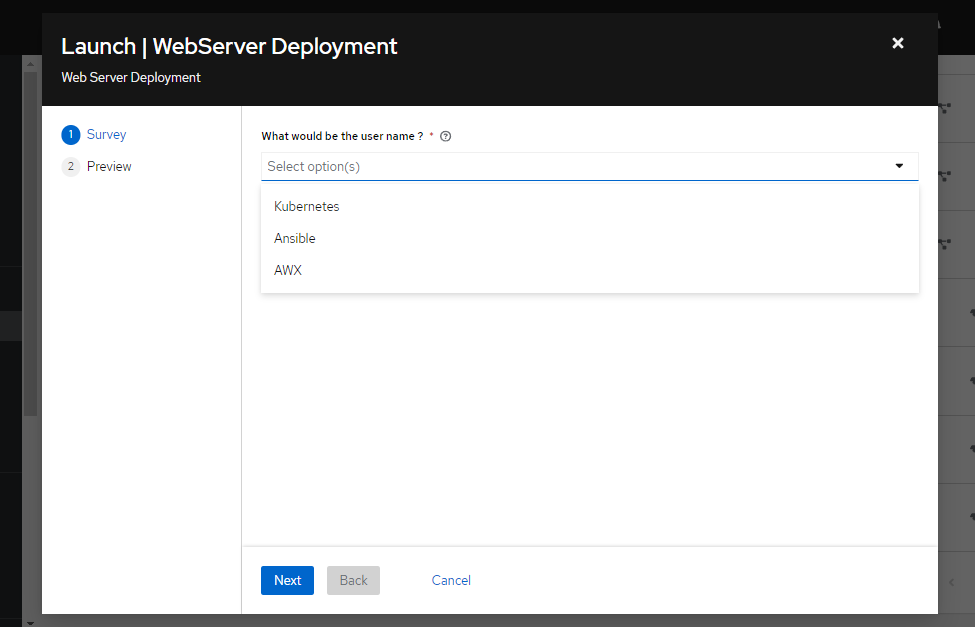 Launch | WebServer Deployment
Web Server Deployment
1 Survey
2 Preview
What would be the user name ? *
Select option(s)
Kubernetes
Ansible
AWX
Next Back Cancel